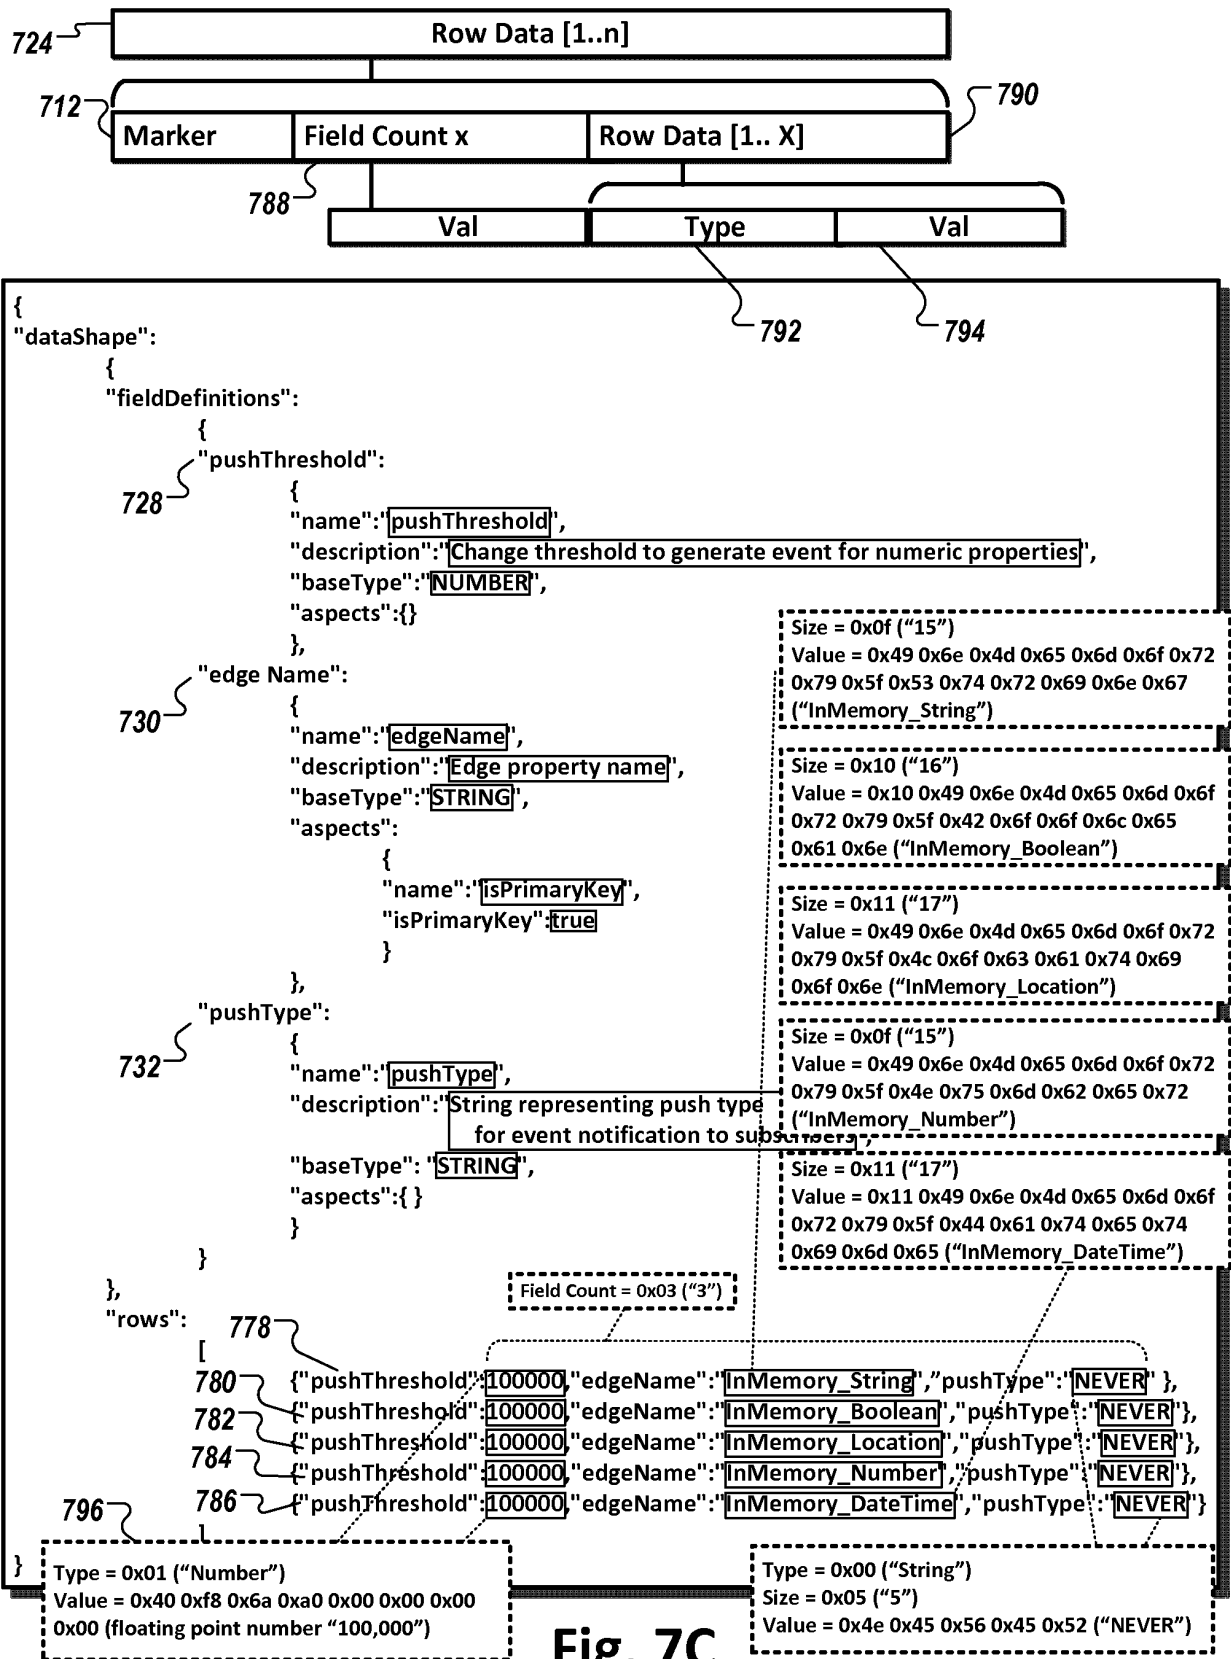 724
Row Data [1..n]
712
790
Marker
Field Count x
Row Data [1.. X]
788
Val
Type
Val
792
794
{
"dataShape":
{
"fieldDefinitions":
{
728
"pushThreshold":
{
"name":"pushThreshold",
"description":"Change threshold to generate event for numeric properties",
"baseType":"NUMBER",
"aspects":{}
},
730
"edge Name":
{
"name":"edgeName",
"description":"Edge property name",
"baseType":"STRING",
"aspects":
{
"name":"isPrimaryKey",
"isPrimaryKey":true
}
},
732
"pushType":
{
"name":"pushType",
"description":"String representing push type
for event notification to subscribers",
"baseType": "STRING",
"aspects":{ }
}
}
},
Size = 0x0f (“15”)
Value = 0x49 0x6e 0x4d 0x65 0x6d 0x6f 0x72
0x79 0x5f 0x53 0x74 0x72 0x69 0x6e 0x67
(“InMemory_String”)
Size = 0x10 (“16”)
Value = 0x10 0x49 0x6e 0x4d 0x65 0x6d 0x6f
0x72 0x79 0x5f 0x42 0x6f 0x6f 0x6c 0x65
0x61 0x6e (“InMemory_Boolean”)
Size = 0x11 (“17”)
Value = 0x49 0x6e 0x4d 0x65 0x6d 0x6f 0x72
0x79 0x5f 0x4c 0x6f 0x63 0x61 0x74 0x69
0x6f 0x6e (“InMemory_Location”)
Size = 0x0f (“15”)
Value = 0x49 0x6e 0x4d 0x65 0x6d 0x6f 0x72
0x79 0x5f 0x4e 0x75 0x6d 0x62 0x65 0x72
(“InMemory_Number”)
Size = 0x11 (“17”)
Value = 0x11 0x49 0x6e 0x4d 0x65 0x6d 0x6f
0x72 0x79 0x5f 0x44 0x61 0x74 0x65 0x74
0x69 0x6d 0x65 (“InMemory_DateTime”)
Field Count = 0x03 (“3”)
"rows":
[
778
{"pushThreshold":100000,"edgeName":"InMemory_String","pushType":"NEVER" },
780
{"pushThreshold":100000,"edgeName":"InMemory_Boolean","pushType":"NEVER"},
782
{"pushThreshold":100000,"edgeName":"InMemory_Location","pushType":"NEVER"},
784
{"pushThreshold":100000,"edgeName":"InMemory_Number","pushType":"NEVER"},
786
{"pushThreshold":100000,"edgeName":"InMemory_DateTime","pushType":"NEVER"}
796
]
}
Type = 0x01 (“Number”)
Value = 0x40 0xf8 0x6a 0xa0 0x00 0x00 0x00
0x00 (floating point number “100,000”)
Type = 0x00 (“String”)
Size = 0x05 (“5”)
Value = 0x4e 0x45 0x56 0x45 0x52 (“NEVER”)
Fig. 7C